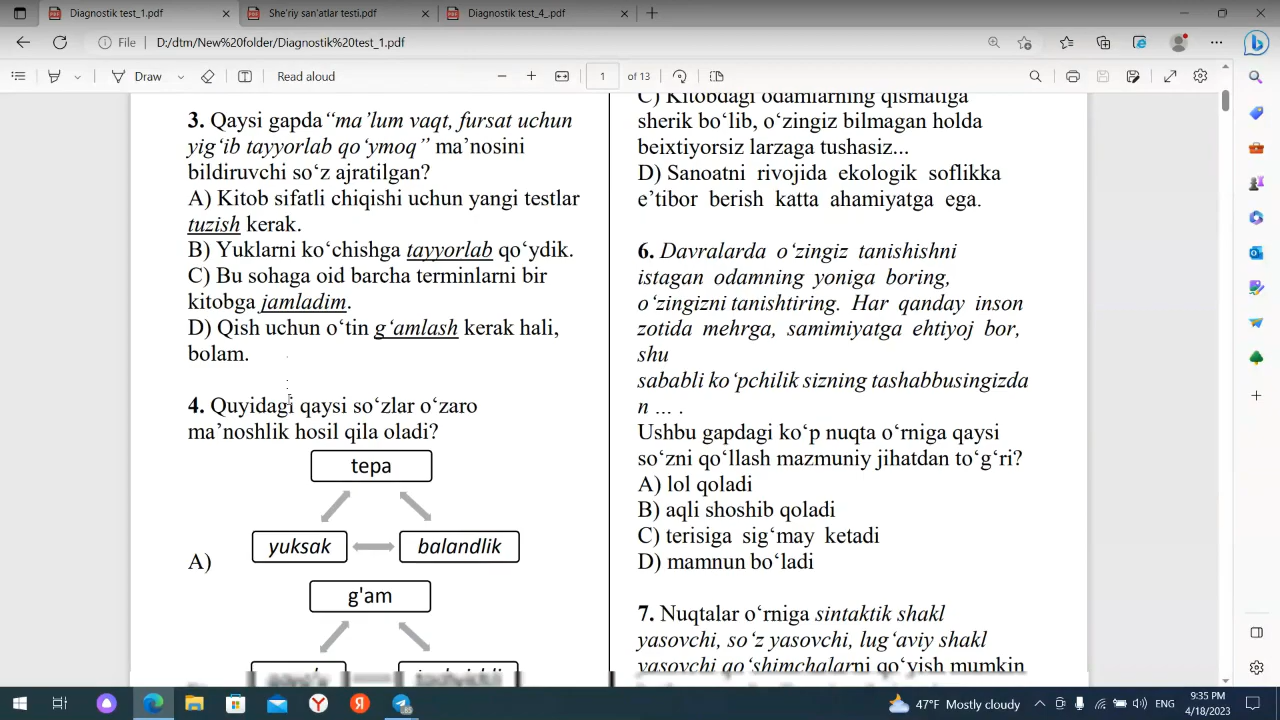 Diagnostik test_1.pdf
She'riy san'atlar testi.pdf
Diagnostik test_4_.pdf
File
D:/dtm/New%20folder/Diagnostik%20test_1.pdf
Draw
Read aloud
1
of 13
3. Qaysi gapda “ma’lum vaqt, fursat uchun
yig‘ib tayyorlab qo‘ymoq” ma’nosini
bildiruvchi so‘z ajratilgan?
A) Kitob sifatli chiqishi uchun yangi testlar
tuzish kerak.
B) Yuklarni ko‘chishga tayyorlab qo‘ydik.
C) Bu sohaga oid barcha terminlarni bir
kitobga jamladim.
D) Qish uchun o‘tin g‘amlash kerak hali,
bolam.
4. Quyidagi qaysi so‘zlar o‘zaro
ma’noshlik hosil qila oladi?
tepa
yuksak
balandlik
A)
g'am
C) Kitobdagi odamlarning qismatiga
sherik bo‘lib, o‘zingiz bilmagan holda
beixtiyorsiz larzaga tushasiz...
D) Sanoatni rivojida ekologik soflikka
e’tibor berish katta ahamiyatga ega.
6. Davralarda o‘zingiz tanishishni
istagan odamning yoniga boring,
o‘zingizni tanishtiring. Har qanday inson
zotida mehrga, samimiyatga ehtiyoj bor,
shu
sababli ko‘pchilik sizning tashabbusingizda
n ... .
Ushbu gapdagi ko‘p nuqta o‘rniga qaysi
so‘zni qo‘llash mazmuniy jihatdan to‘g‘ri?
A) lol qoladi
B) aqli shoshib qoladi
C) terisiga sig‘may ketadi
D) mamnun bo‘ladi
7. Nuqtalar o‘rniga sintaktik shakl
yasovchi, so‘z yasovchi, lug‘aviy shakl
yasovchi qo‘shimchalarni qo‘yish mumkin
47°F Mostly cloudy
ENG
9:35 PM
4/18/2023